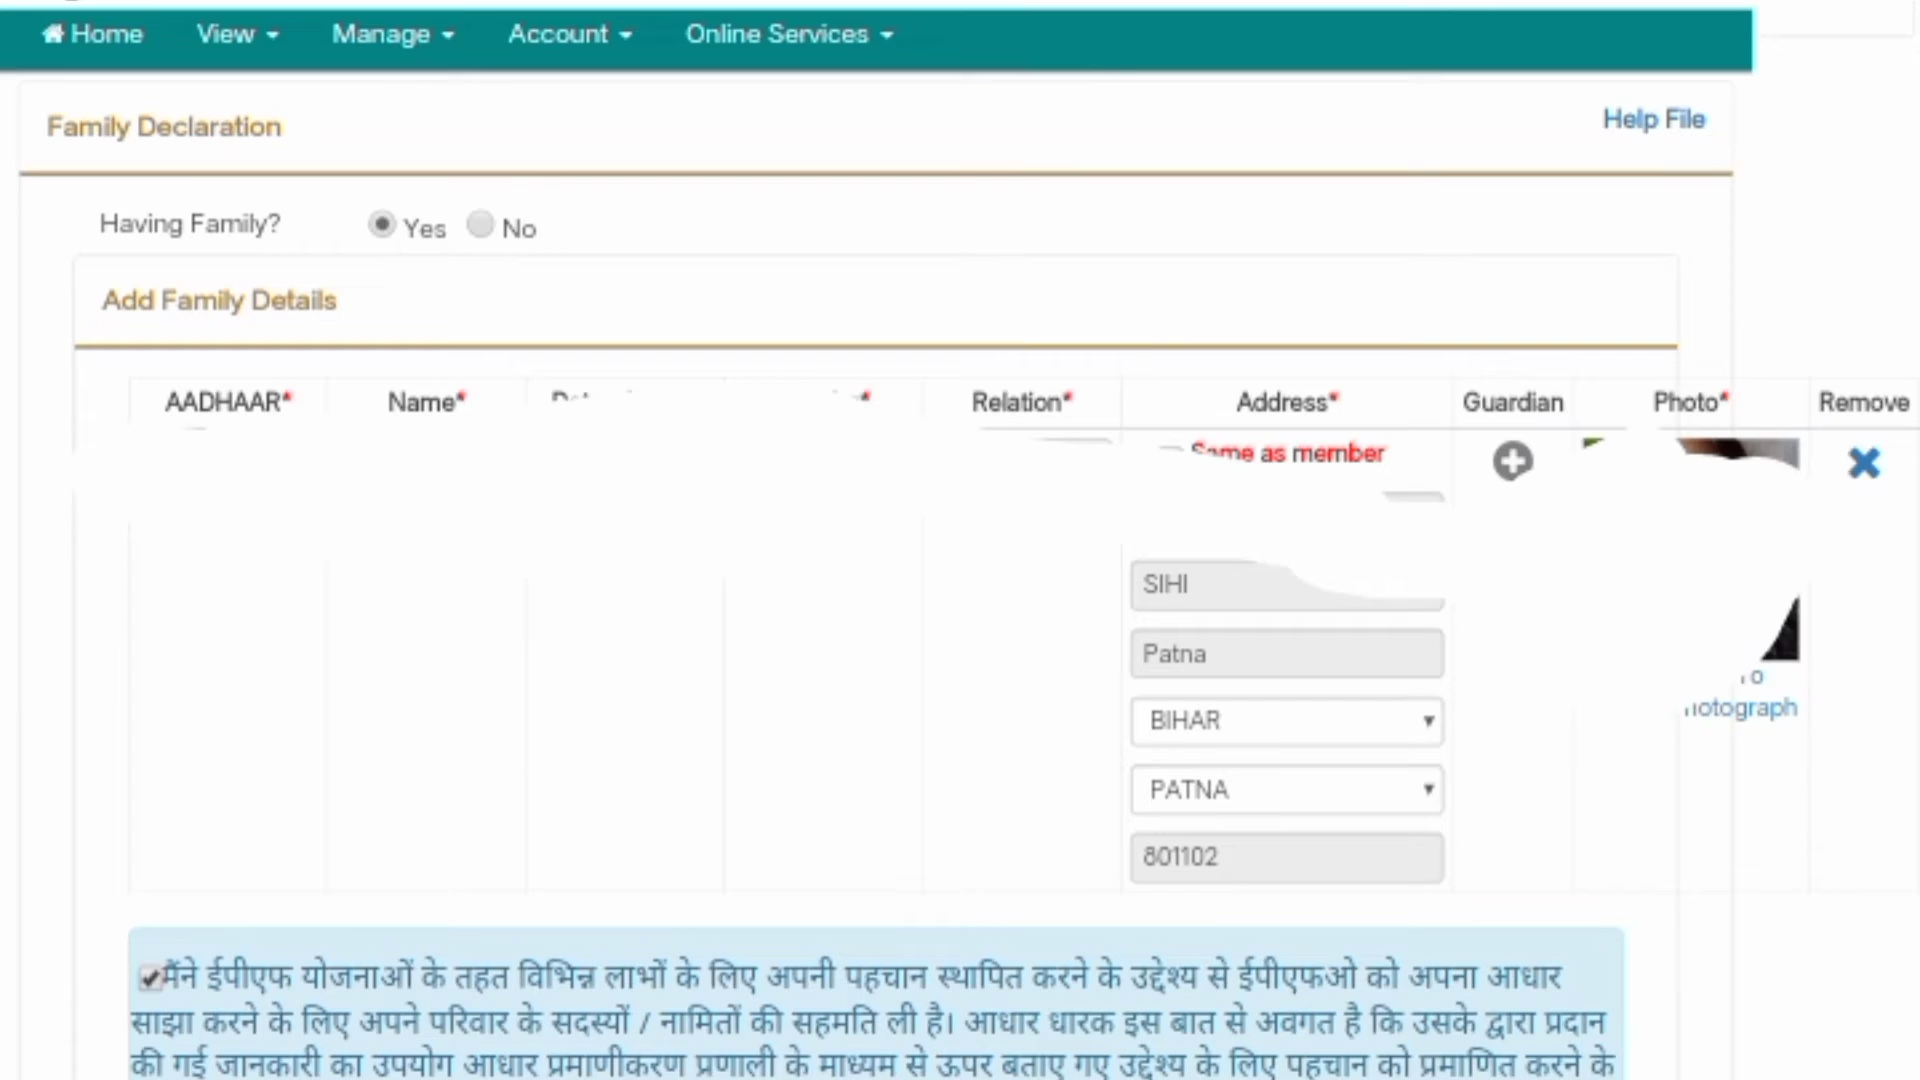 Home View Manage Account Online Services
Family Declaration Help File
Having Family? Yes No
Add Family Details
AADHAAR* Name* Relation* Address* Guardian Photo* Remove
Same as member
SIHI
Patna
BIHAR
PATNA
801102
मैंने ईपीएफ योजनाओं के तहत विभिन्न लाभों के लिए अपनी पहचान स्थापित करने के उद्देश्य से ईपीएफओ को अपना आधार
साझा करने के लिए अपने परिवार के सदस्यों / नामितों की सहमति ली है। आधार धारक इस बात से अवगत है कि उसके द्वारा प्रदान
की गई जानकारी का उपयोग आधार प्रमाणीकरण प्रणाली के माध्यम से ऊपर बताए गए उद्देश्य के लिए पहचान को प्रमाणित करने के